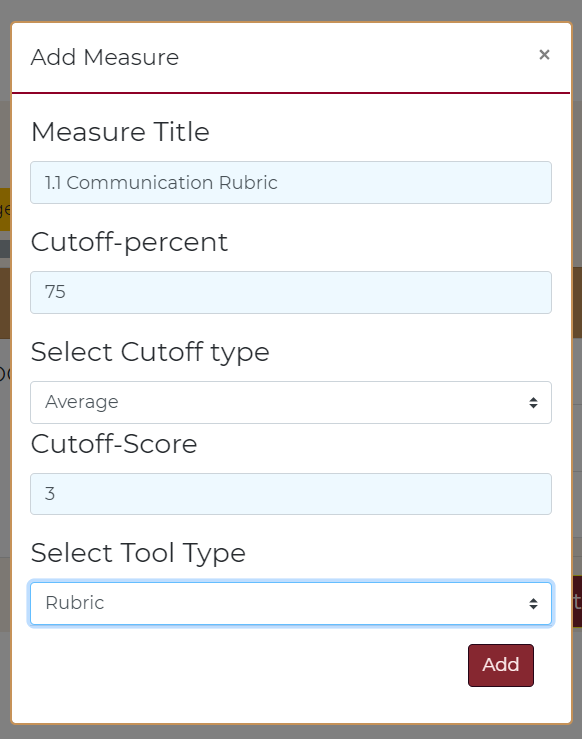 Add Measure ×
Measure Title
1.1 Communication Rubric
Cutoff-percent
75
Select Cutoff type
Average
Cutoff-Score
3
Select Tool Type
Rubric
Add